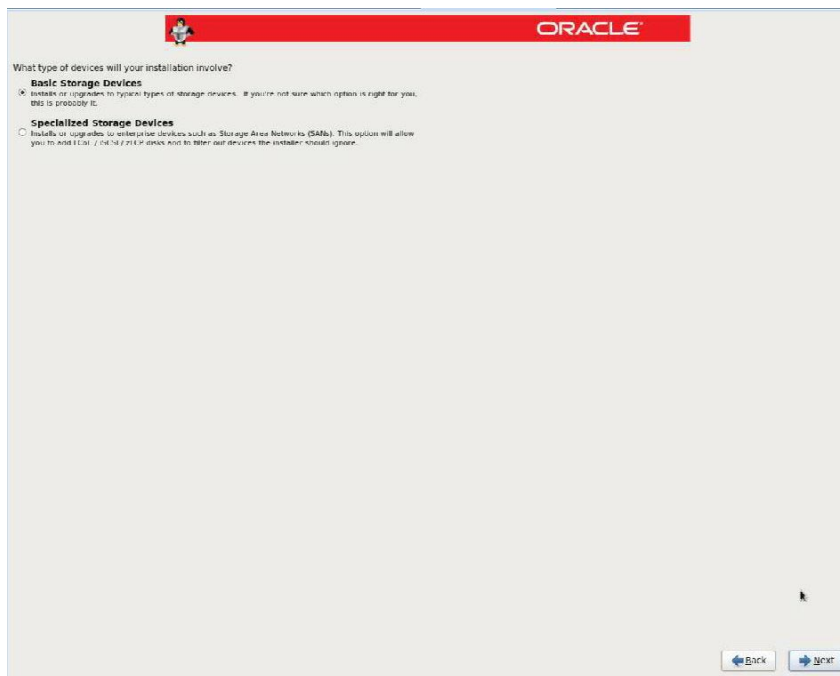 ORACLE
What type of devices will your installation involve?
Basic Storage Devices
Installs or upgrades to typical types of storage devices. If you're not sure which option is right for you,
this is probably it.
Specialized Storage Devices
Installs or upgrades to enterprise devices such as Storage Area Networks (SANs). This option will allow
you to add FCoE / iSCSI / zFCP disks and to filter out devices the installer should ignore.
Back
Next